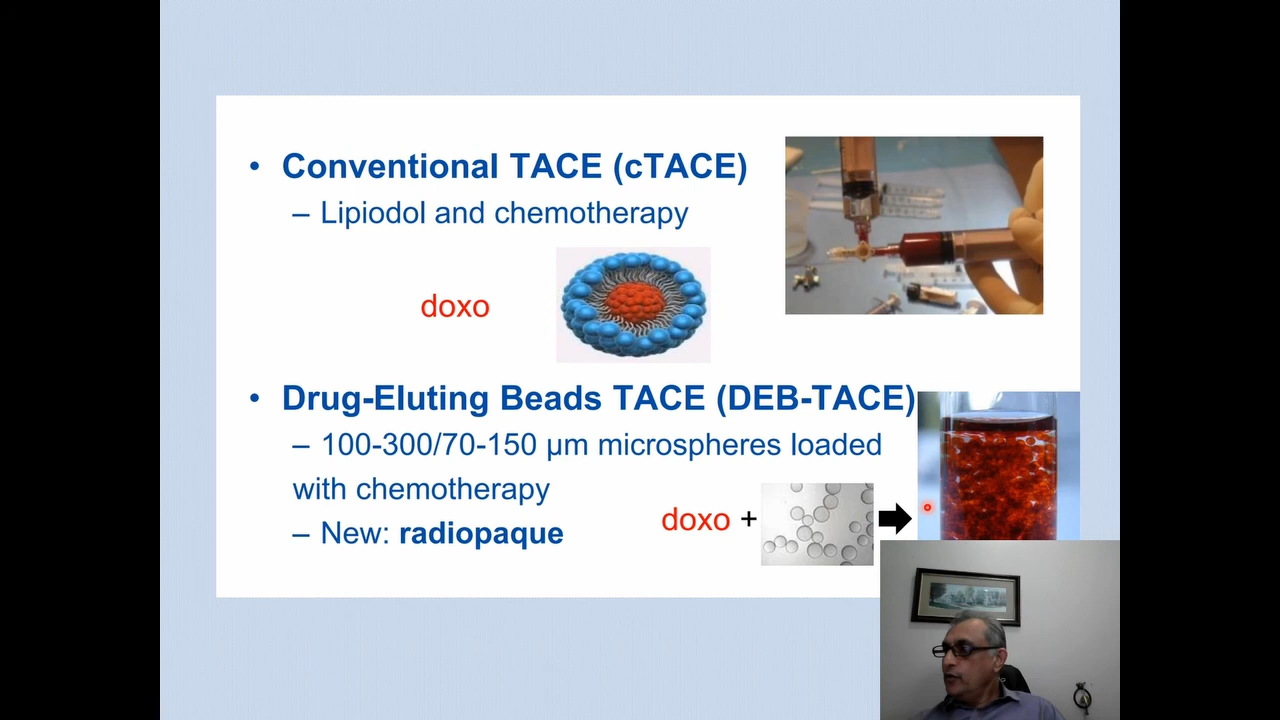 • Conventional TACE (cTACE)
– Lipiodol and chemotherapy
doxo
• Drug-Eluting Beads TACE (DEB-TACE)
– 100-300/70-150 µm microspheres loaded
with chemotherapy
– New: radiopaque
doxo +